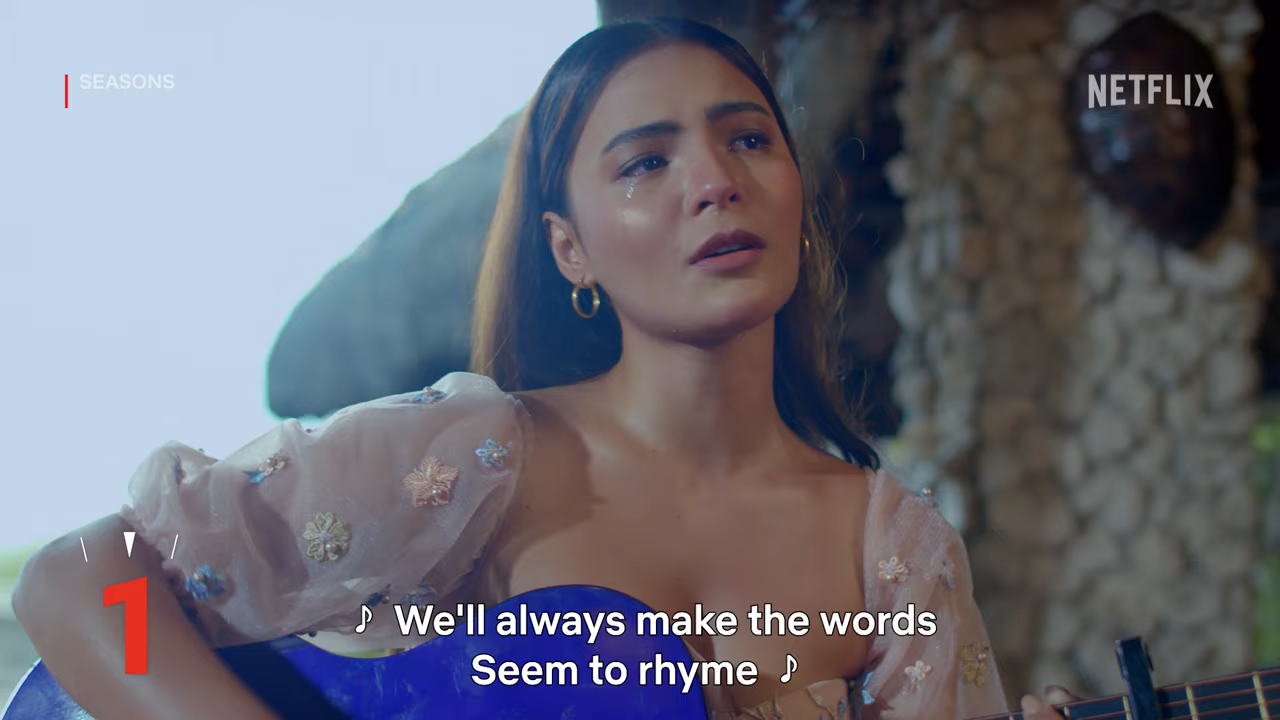 SEASONS
NETFLIX
1
♪ We'll always make the words
Seem to rhyme ♪